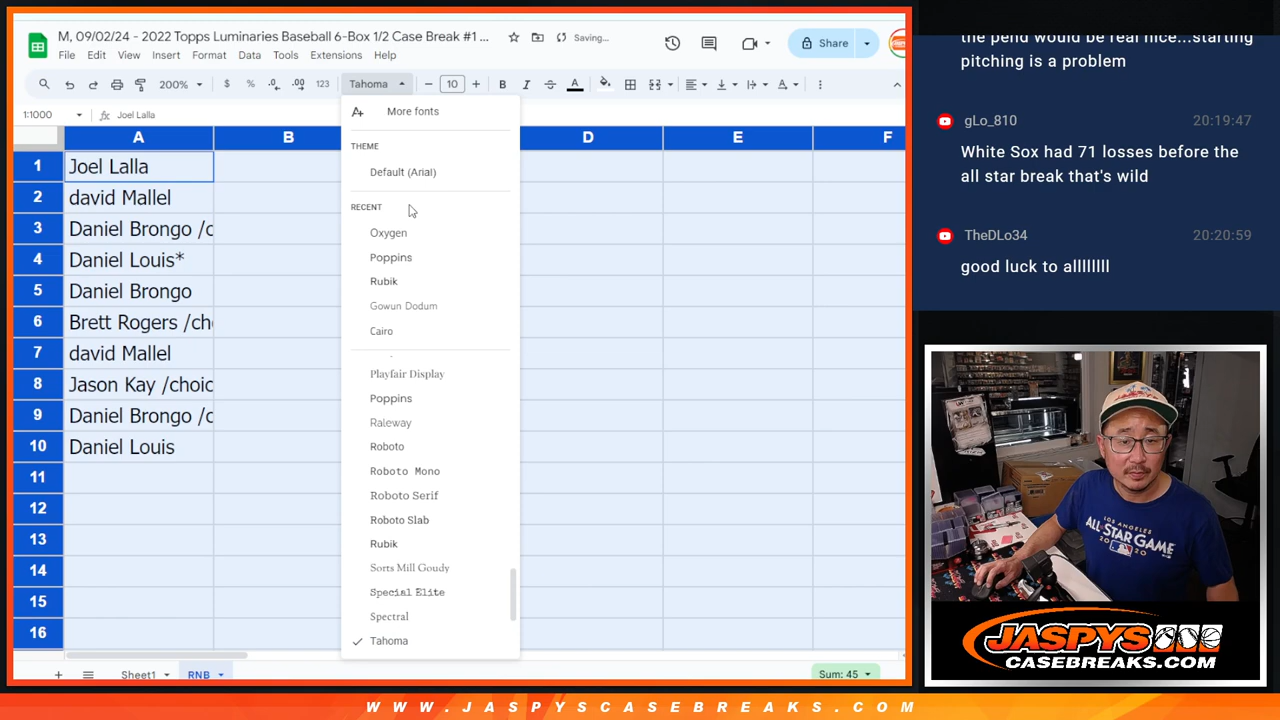 M, 09/02/24 - 2022 Topps Luminaries Baseball 6-Box 1/2 Case Break #1 ...
Saving...
Share
File Edit View Insert Format Data Tools Extensions Help
200% $ % .0 .00 123 Tahoma 10 B I A
1:1000 fx Joel Lalla
A B D E F
1 Joel Lalla
2 david Mallel
3 Daniel Brongo /c
4 Daniel Louis*
5 Daniel Brongo
6 Brett Rogers /ch
7 david Mallel
8 Jason Kay /choic
9 Daniel Brongo /c
10 Daniel Louis
11
12
13
14
15
16
More fonts
THEME
Default (Arial)
RECENT
Oxygen
Poppins
Rubik
Gowun Dodum
Cairo
Playfair Display
Poppins
Raleway
Roboto
Roboto Mono
Roboto Serif
Roboto Slab
Rubik
Sorts Mill Goudy
Special Elite
Spectral
Tahoma
Sheet1 RNB Sum: 45
the pend would be real nice...starting
pitching is a problem
gLo_810 20:19:47
White Sox had 71 losses before the
all star break that's wild
TheDLo34 20:20:59
good luck to allllllll
LOS ANGELES
ALL STAR GAME
JASPYS
CASEBREAKS.COM
WWW.JASPYSCASEBREAKS.COM